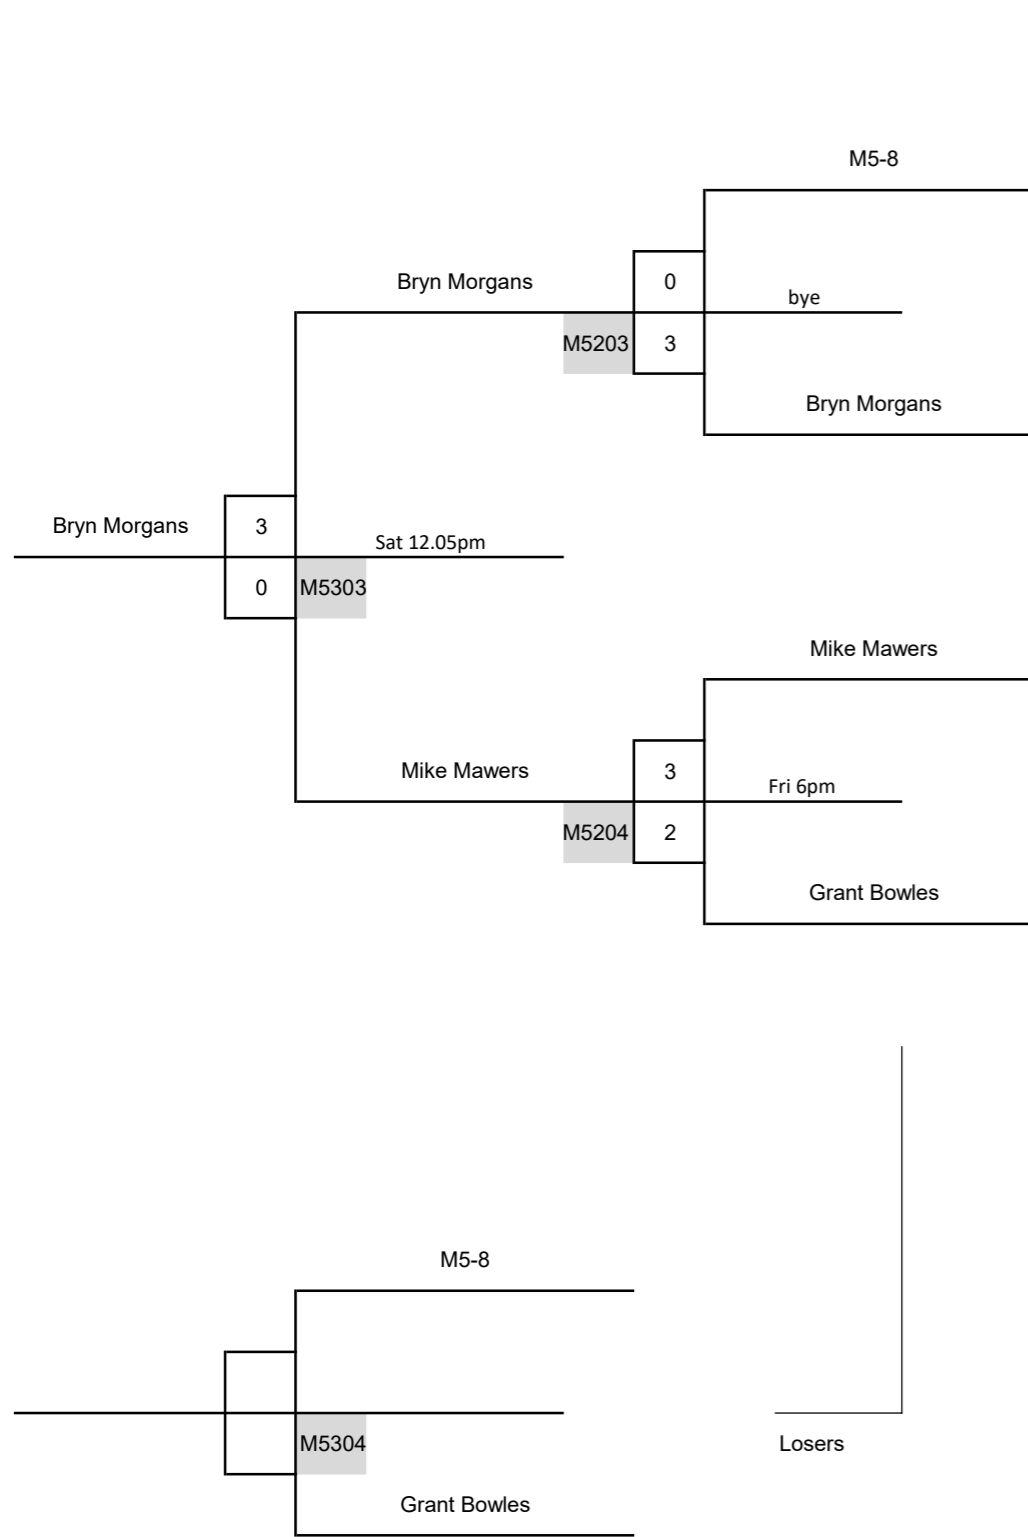 M5-8
Bryn Morgans 0
bye
M5203 3
Bryn Morgans
Bryn Morgans 3
Sat 12.05pm
0 M5303
Mike Mawers
Mike Mawers 3
Fri 6pm
M5204 2
Grant Bowles
M5-8
M5304
Losers
Grant Bowles